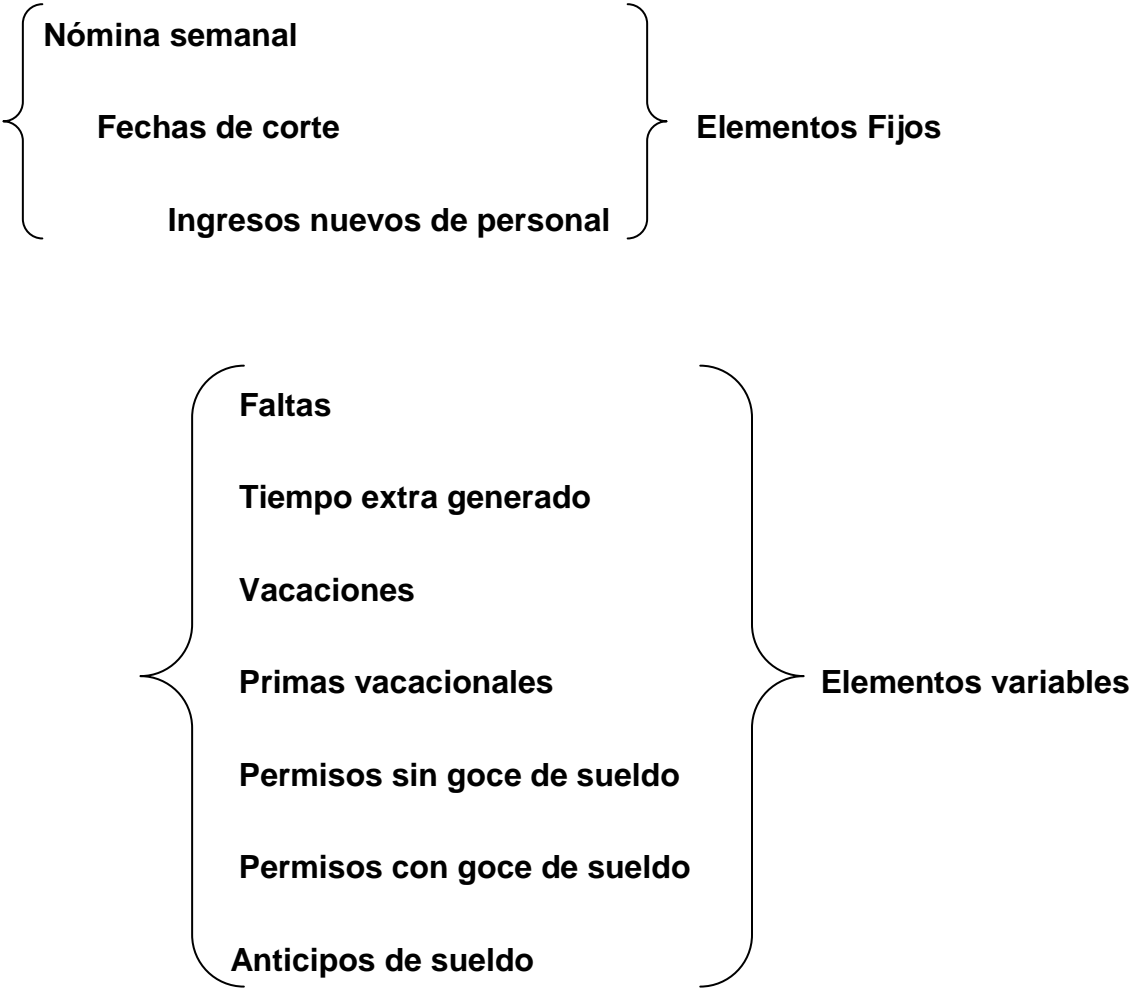 Nómina semanal
Fechas de corte
Elementos Fijos
Ingresos nuevos de personal
Faltas
Tiempo extra generado
Vacaciones
Primas vacacionales
Elementos variables
Permisos sin goce de sueldo
Permisos con goce de sueldo
Anticipos de sueldo